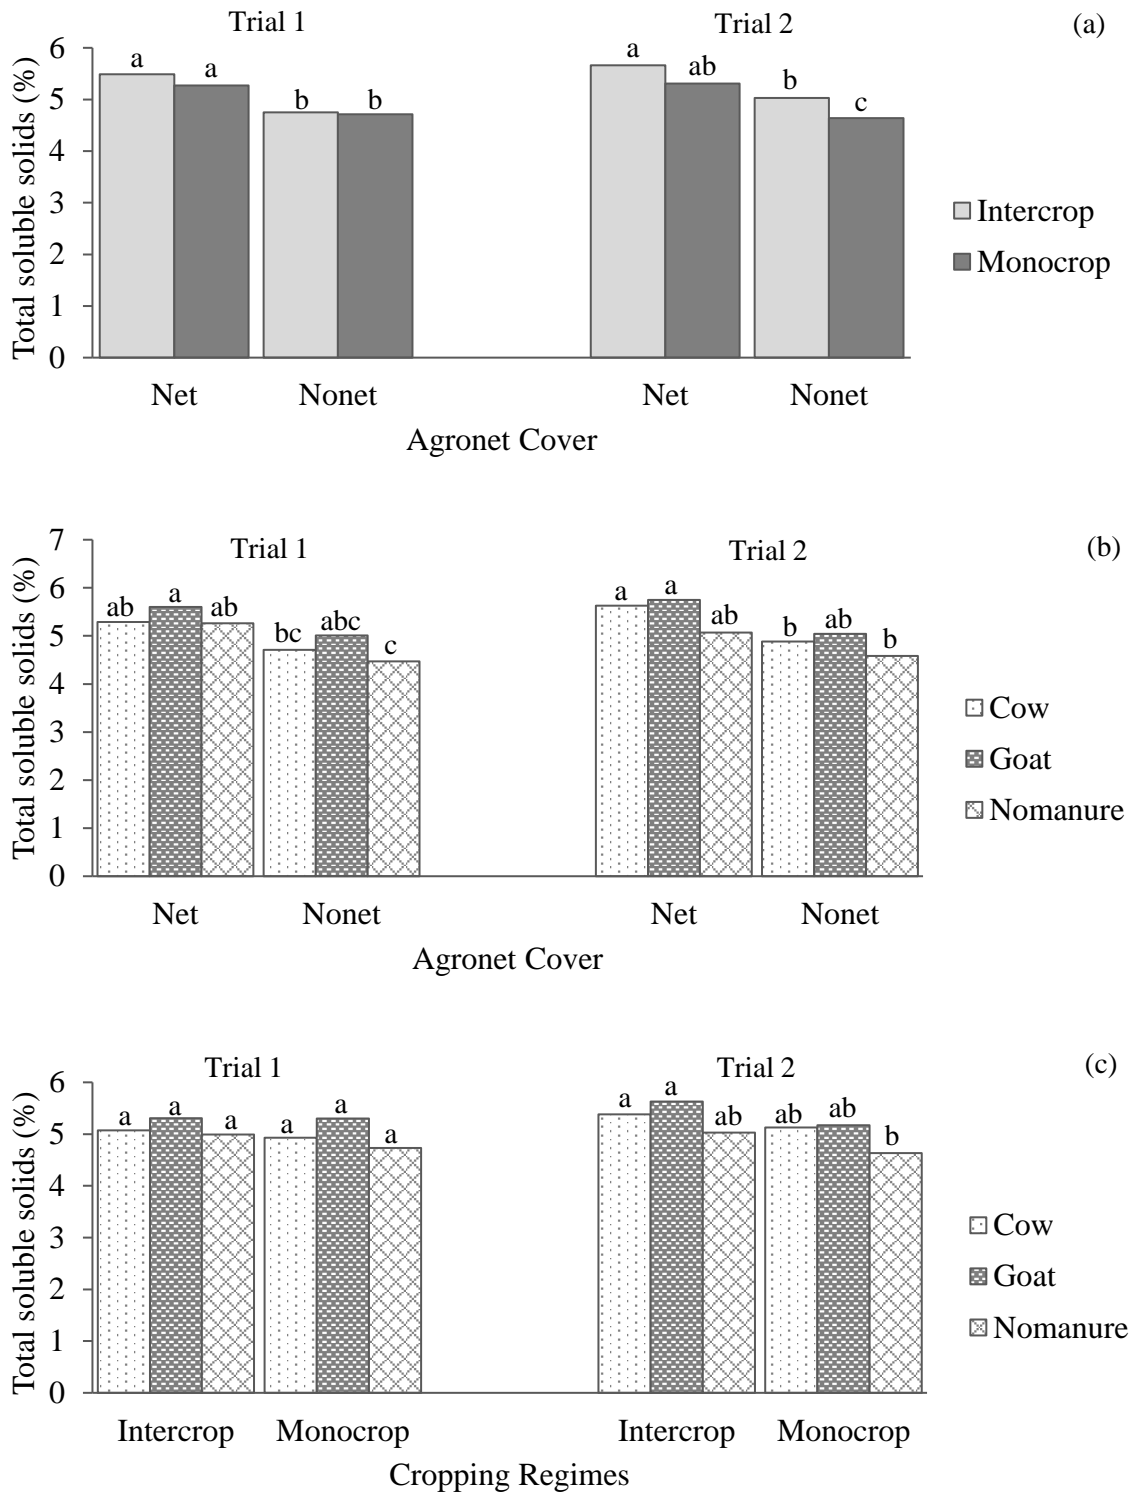 Trial 1 Trial 2 (a)
Total soluble solids (%)
6
5
4
3
2
1
0
a a b b a ab b c
Intercrop
Monocrop
Net Nonet Net Nonet
Agronet Cover
Trial 1 Trial 2 (b)
Total soluble solids (%)
7
6
5
4
3
2
1
0
ab a ab bc abc c a a ab b ab b
Cow
Goat
Nomanure
Net Nonet Net Nonet
Agronet Cover
Trial 1 Trial 2 (c)
Total soluble solids (%)
6
5
4
3
2
1
0
a a a a a a a a ab ab ab b
Cow
Goat
Nomanure
Intercrop Monocrop Intercrop Monocrop
Cropping Regimes